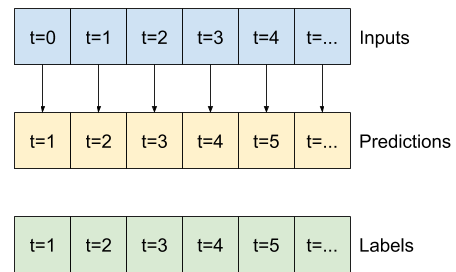 t=0 t=1 t=2 t=3 t=4 t=... Inputs
t=1 t=2 t=3 t=4 t=5 t=... Predictions
t=1 t=2 t=3 t=4 t=5 t=... Labels